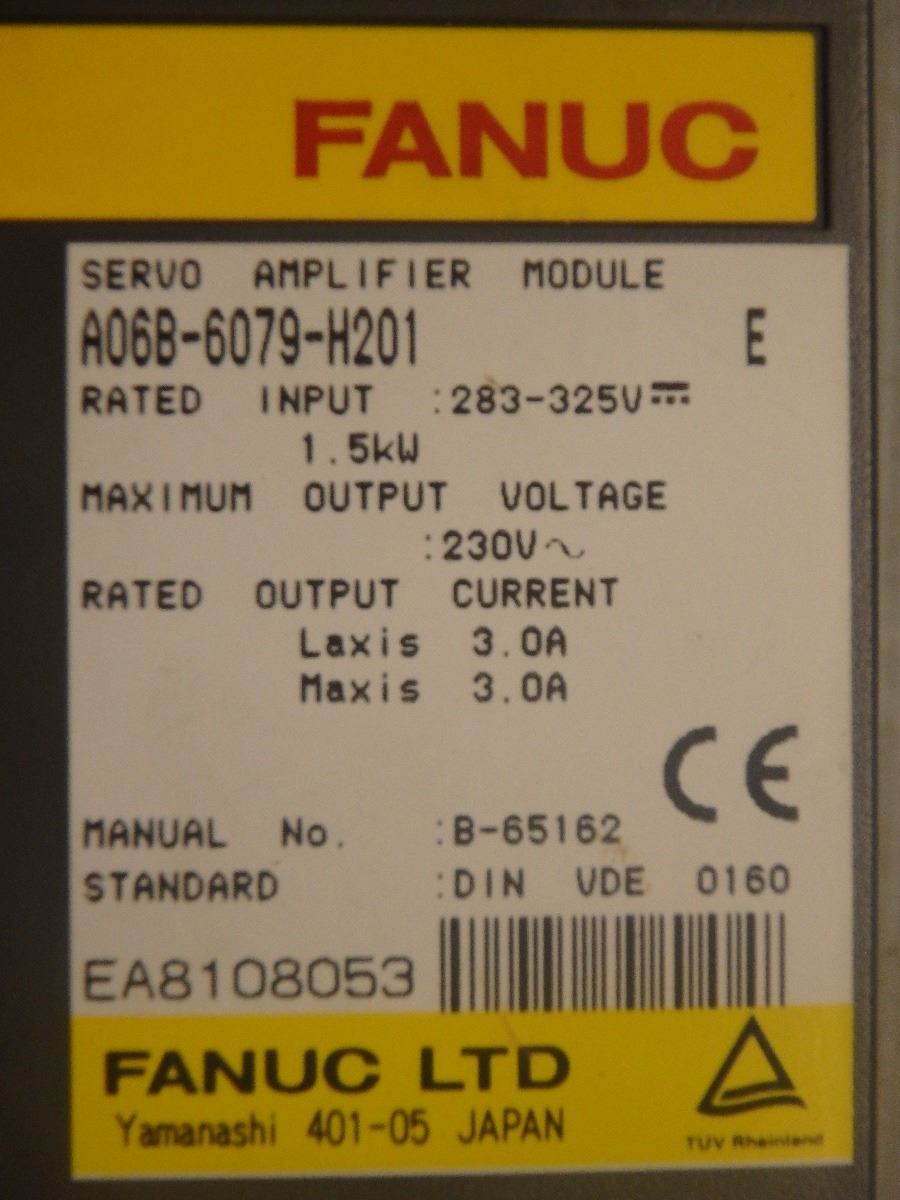 FANUC
SERVO AMPLIFIER MODULE
A06B-6079-H201 E
RATED INPUT :283-325V⎓
1.5kW
MAXIMUM OUTPUT VOLTAGE
:230V~
RATED OUTPUT CURRENT
Laxis 3.0A
Maxis 3.0A
CE
MANUAL No. :B-65162
STANDARD :DIN VDE 0160
EA8108053
FANUC LTD
Yamanashi 401-05 JAPAN
TÜV Rheinland